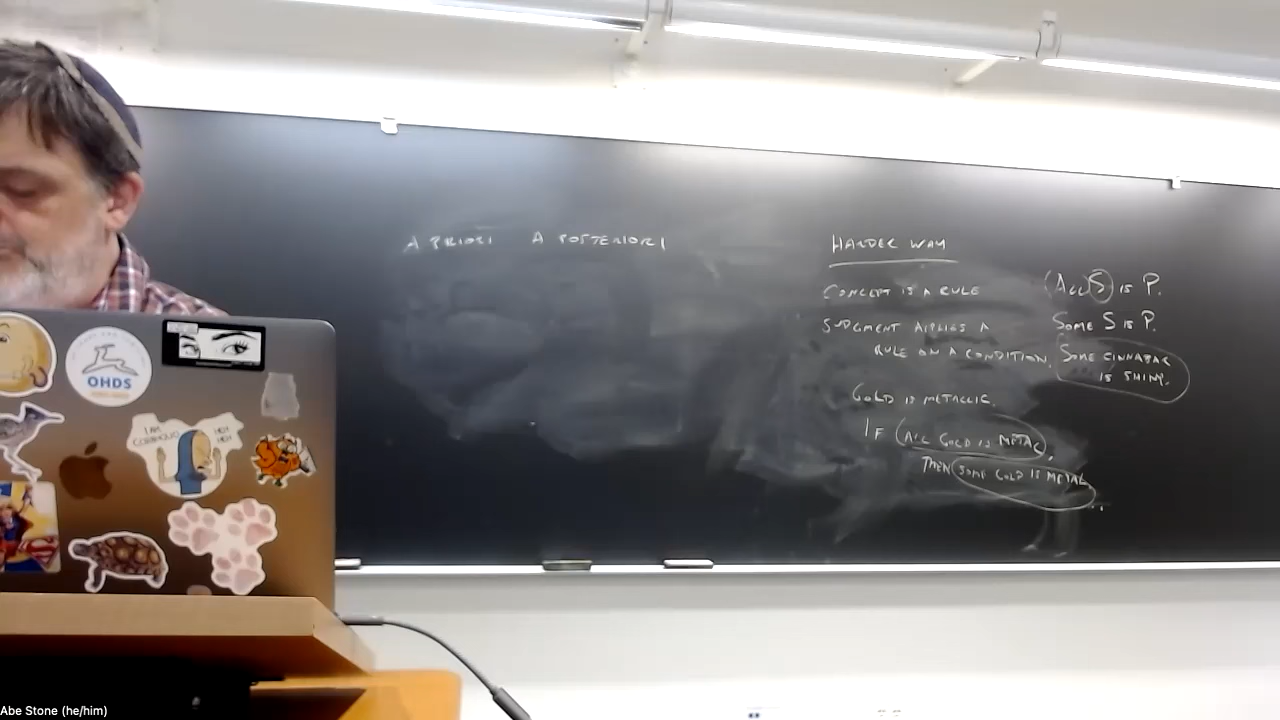 A PRIORI A POSTERIORI
HARDER WAY
CONCEPT IS A RULE
(ALL S) IS P.
JUDGMENT APPLIES A
RULE ON A CONDITION.
SOME S IS P.
SOME CINNABAR
IS SHINY.
GOLD IS METALLIC.
IF (ALL GOLD IS METAL),
THEN (SOME GOLD IS METAL)
OHDS
I AM
CORNHOLIO
Abe Stone (he/him)